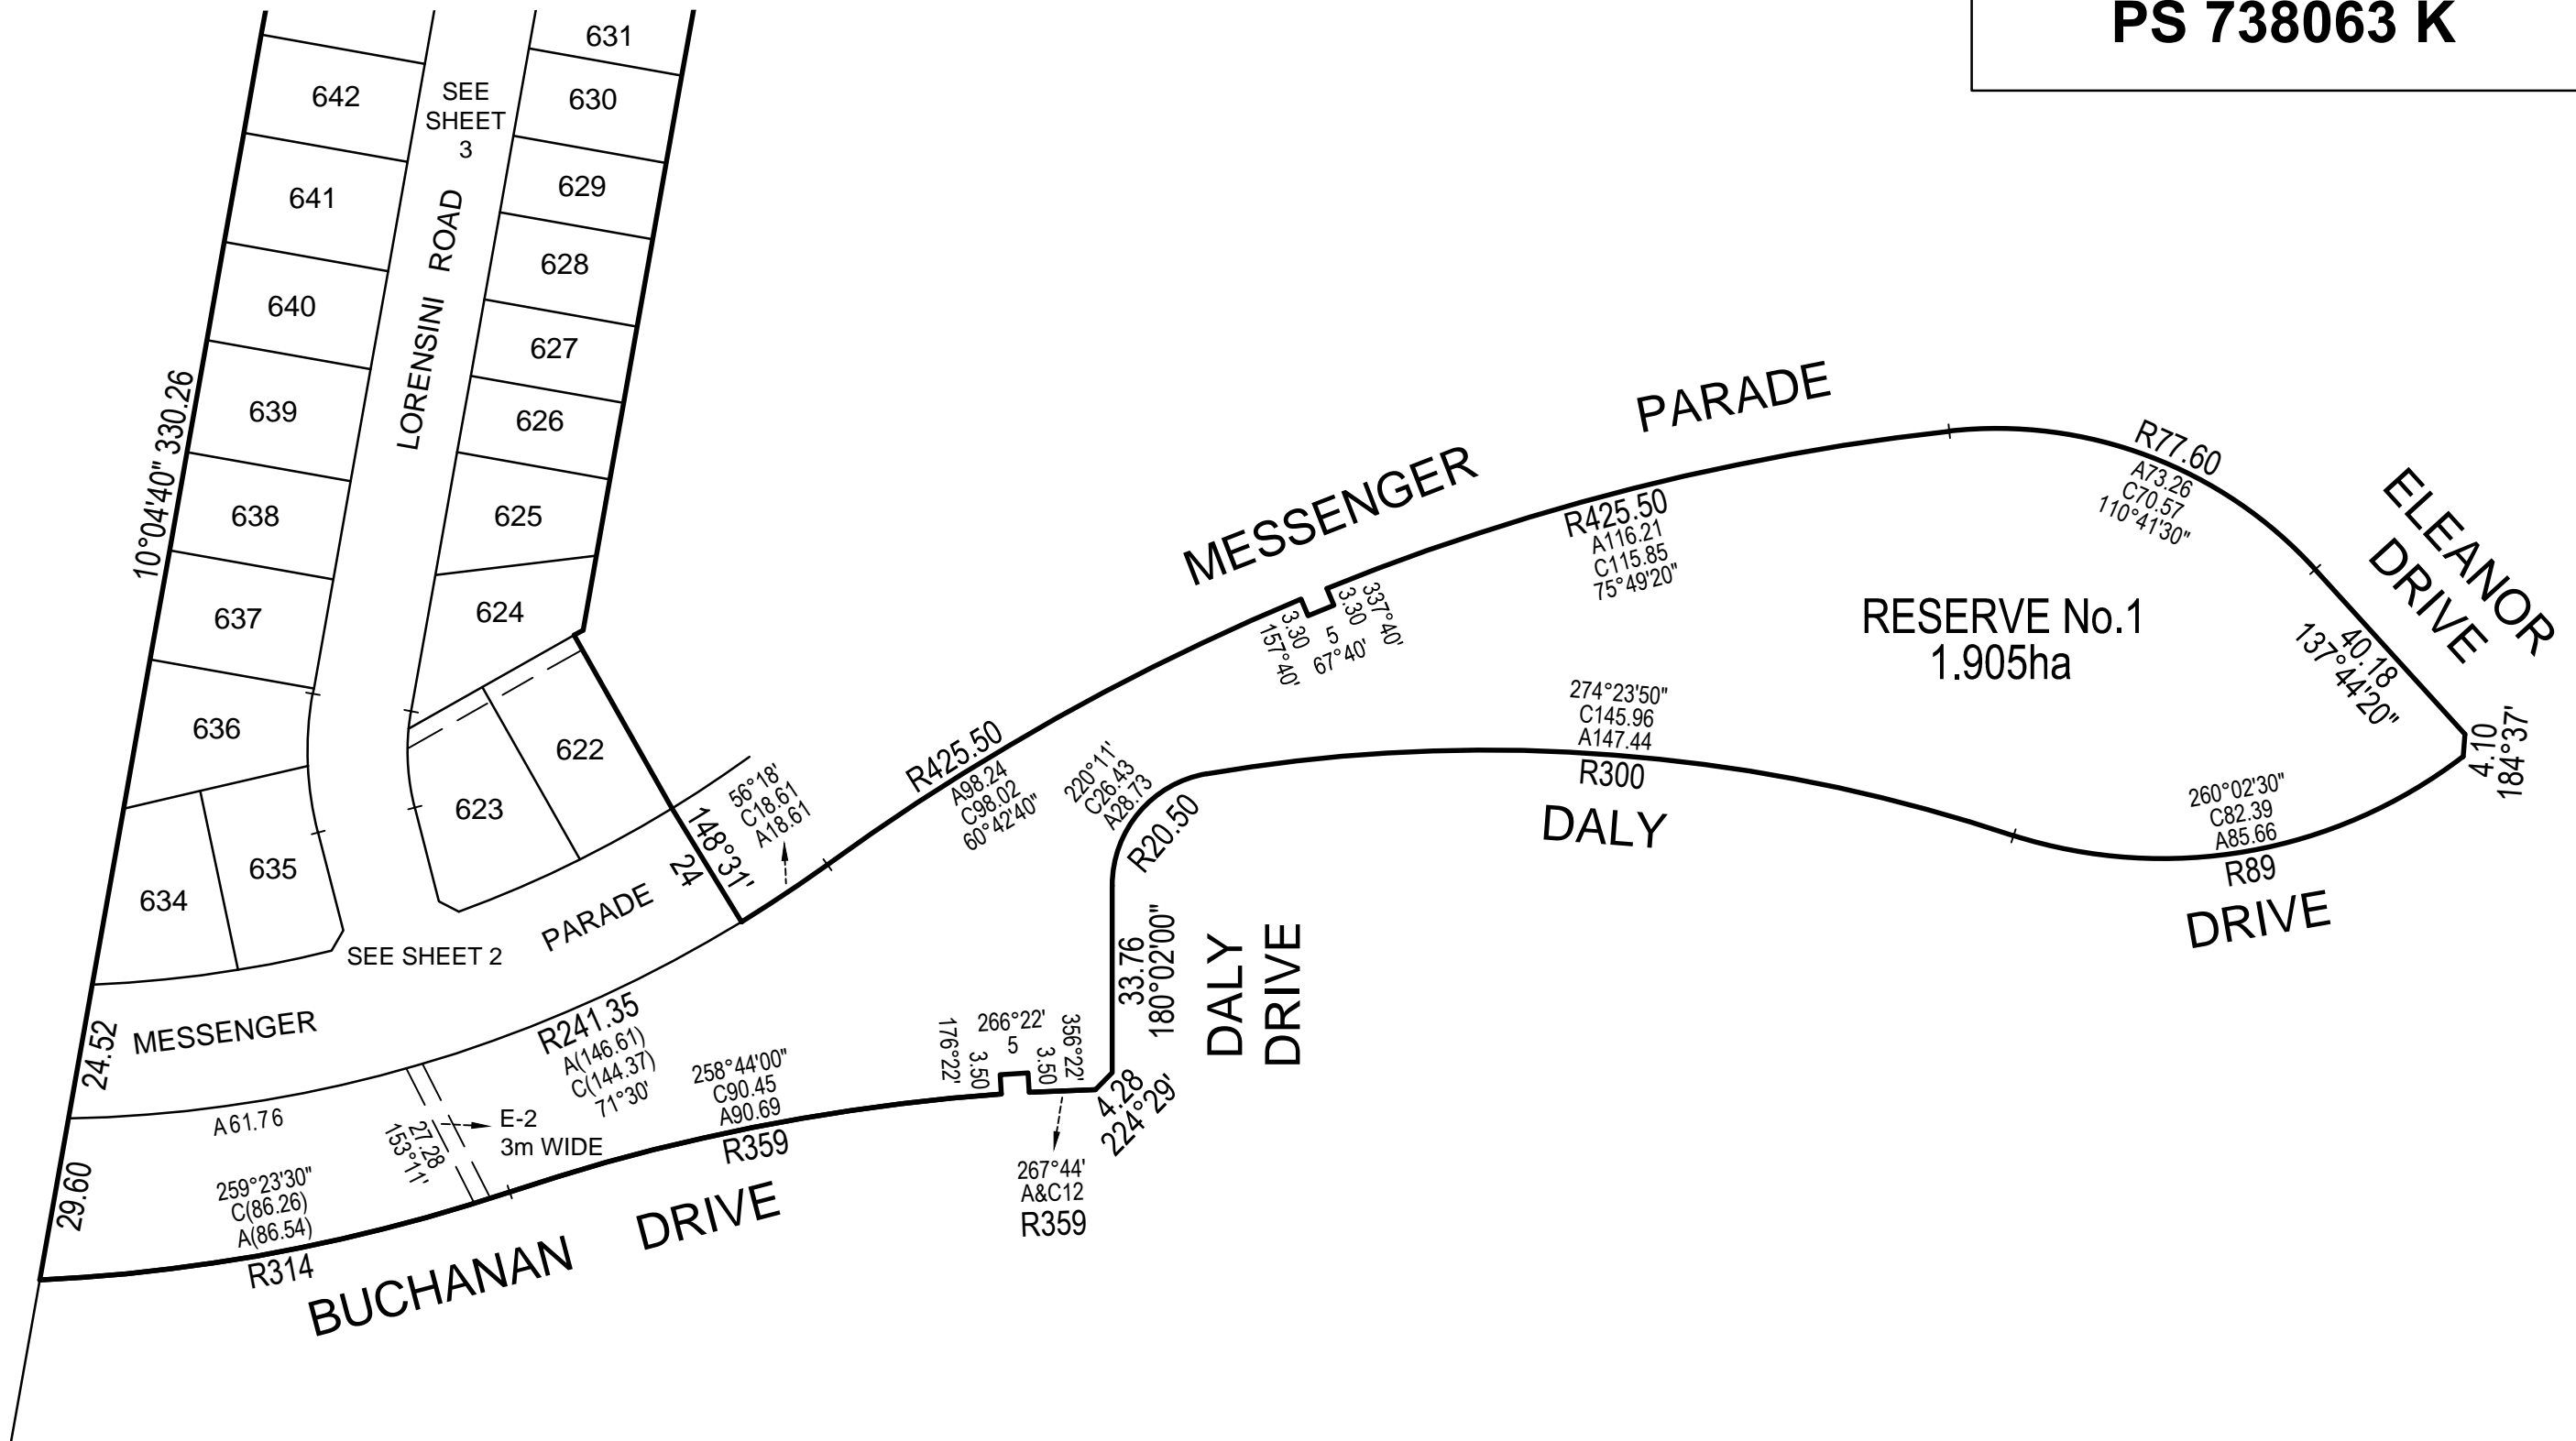 PS 738063 K
631
642
630
SEE
SHEET
3
641
629
LORENSINI ROAD
628
640
627
639
626
10°04'40" 330.26
638
625
637
624
636
622
623
634
635
SEE SHEET 2
MESSENGER
PARADE
148°31'
24
56°18'
C18.61
A18.61
24.52
29.60
A61.76
R241.35
A(146.61)
C(144.37)
71°30'
27.28
153°11'
E-2
3m WIDE
259°23'30"
C(86.26)
A(86.54)
R314
258°44'00"
C90.45
A90.69
R359
BUCHANAN DRIVE
176°22'
3.50
266°22'
5
3.50
356°22'
267°44'
A&C12
R359
4.28
224°29'
33.76
180°02'00"
DALY
DRIVE
R20.50
220°11'
C26.43
A28.73
R425.50
A98.24
C98.02
60°42'40"
MESSENGER PARADE
3.30
157°40'
5
67°40'
3.30
337°40'
R425.50
A116.21
C115.85
75°49'20"
R77.60
A73.26
C70.57
110°41'30"
ELEANOR
DRIVE
40.18
137°44'20"
4.10
184°37'
RESERVE No.1
1.905ha
274°23'50"
C145.96
A147.44
R300
260°02'30"
C82.39
A85.66
R89
DALY DRIVE